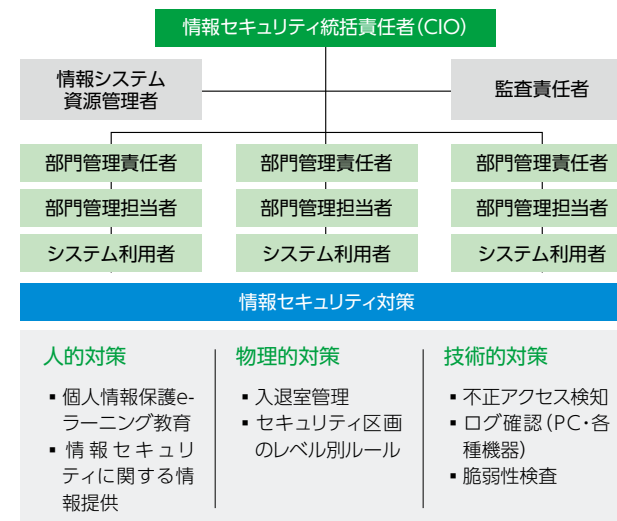 情報セキュリティ統括責任者(CIO)
情報システム
資源管理者
監査責任者
部門管理責任者
部門管理責任者
部門管理責任者
部門管理担当者
部門管理担当者
部門管理担当者
システム利用者
システム利用者
システム利用者
情報セキュリティ対策
人的対策
▪個人情報保護e-
ラーニング教育
▪情報セキュリ
ティに関する情
報提供
物理的対策
▪入退室管理
▪セキュリティ区画
のレベル別ルール
技術的対策
▪不正アクセス検知
▪ログ確認(PC・各
種機器)
▪脆弱性検査